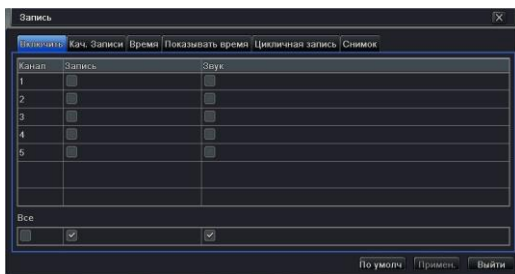 Запись
Включить Кач. Записи Время Показывать время Цикличная запись Снимок
Канал Запись Звук
1
2
3
4
5
Все
По умолч Примен. Выйти